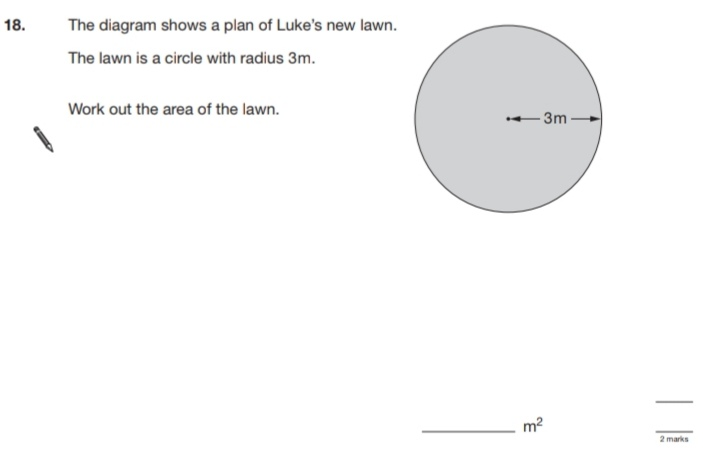 18. The diagram shows a plan of Luke's new lawn.
The lawn is a circle with radius 3m.
Work out the area of the lawn.
3m
m²
2 marks